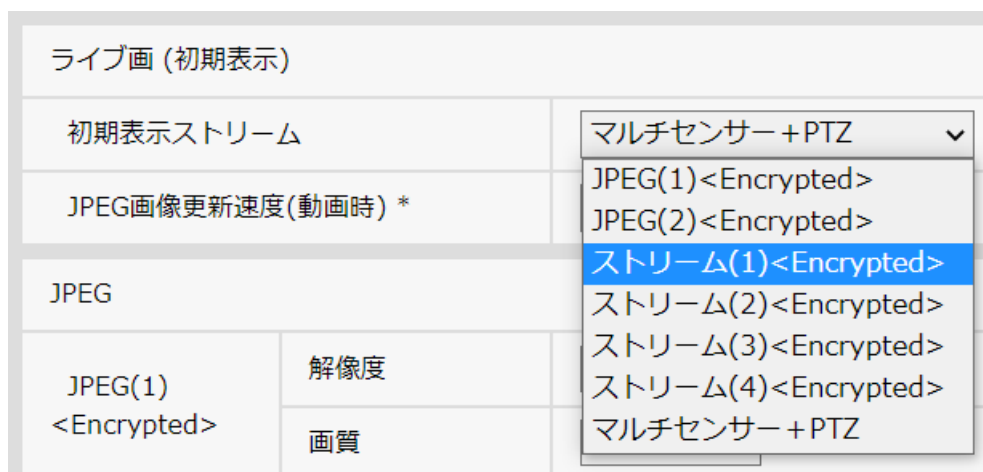 ライブ画 (初期表示)
初期表示ストリーム
マルチセンサー+PTZ
JPEG(1)<Encrypted>
JPEG(2)<Encrypted>
ストリーム(1)<Encrypted>
ストリーム(2)<Encrypted>
ストリーム(3)<Encrypted>
ストリーム(4)<Encrypted>
マルチセンサー+PTZ
JPEG画像更新速度(動画時) *
JPEG
JPEG(1)
<Encrypted>
解像度
画質